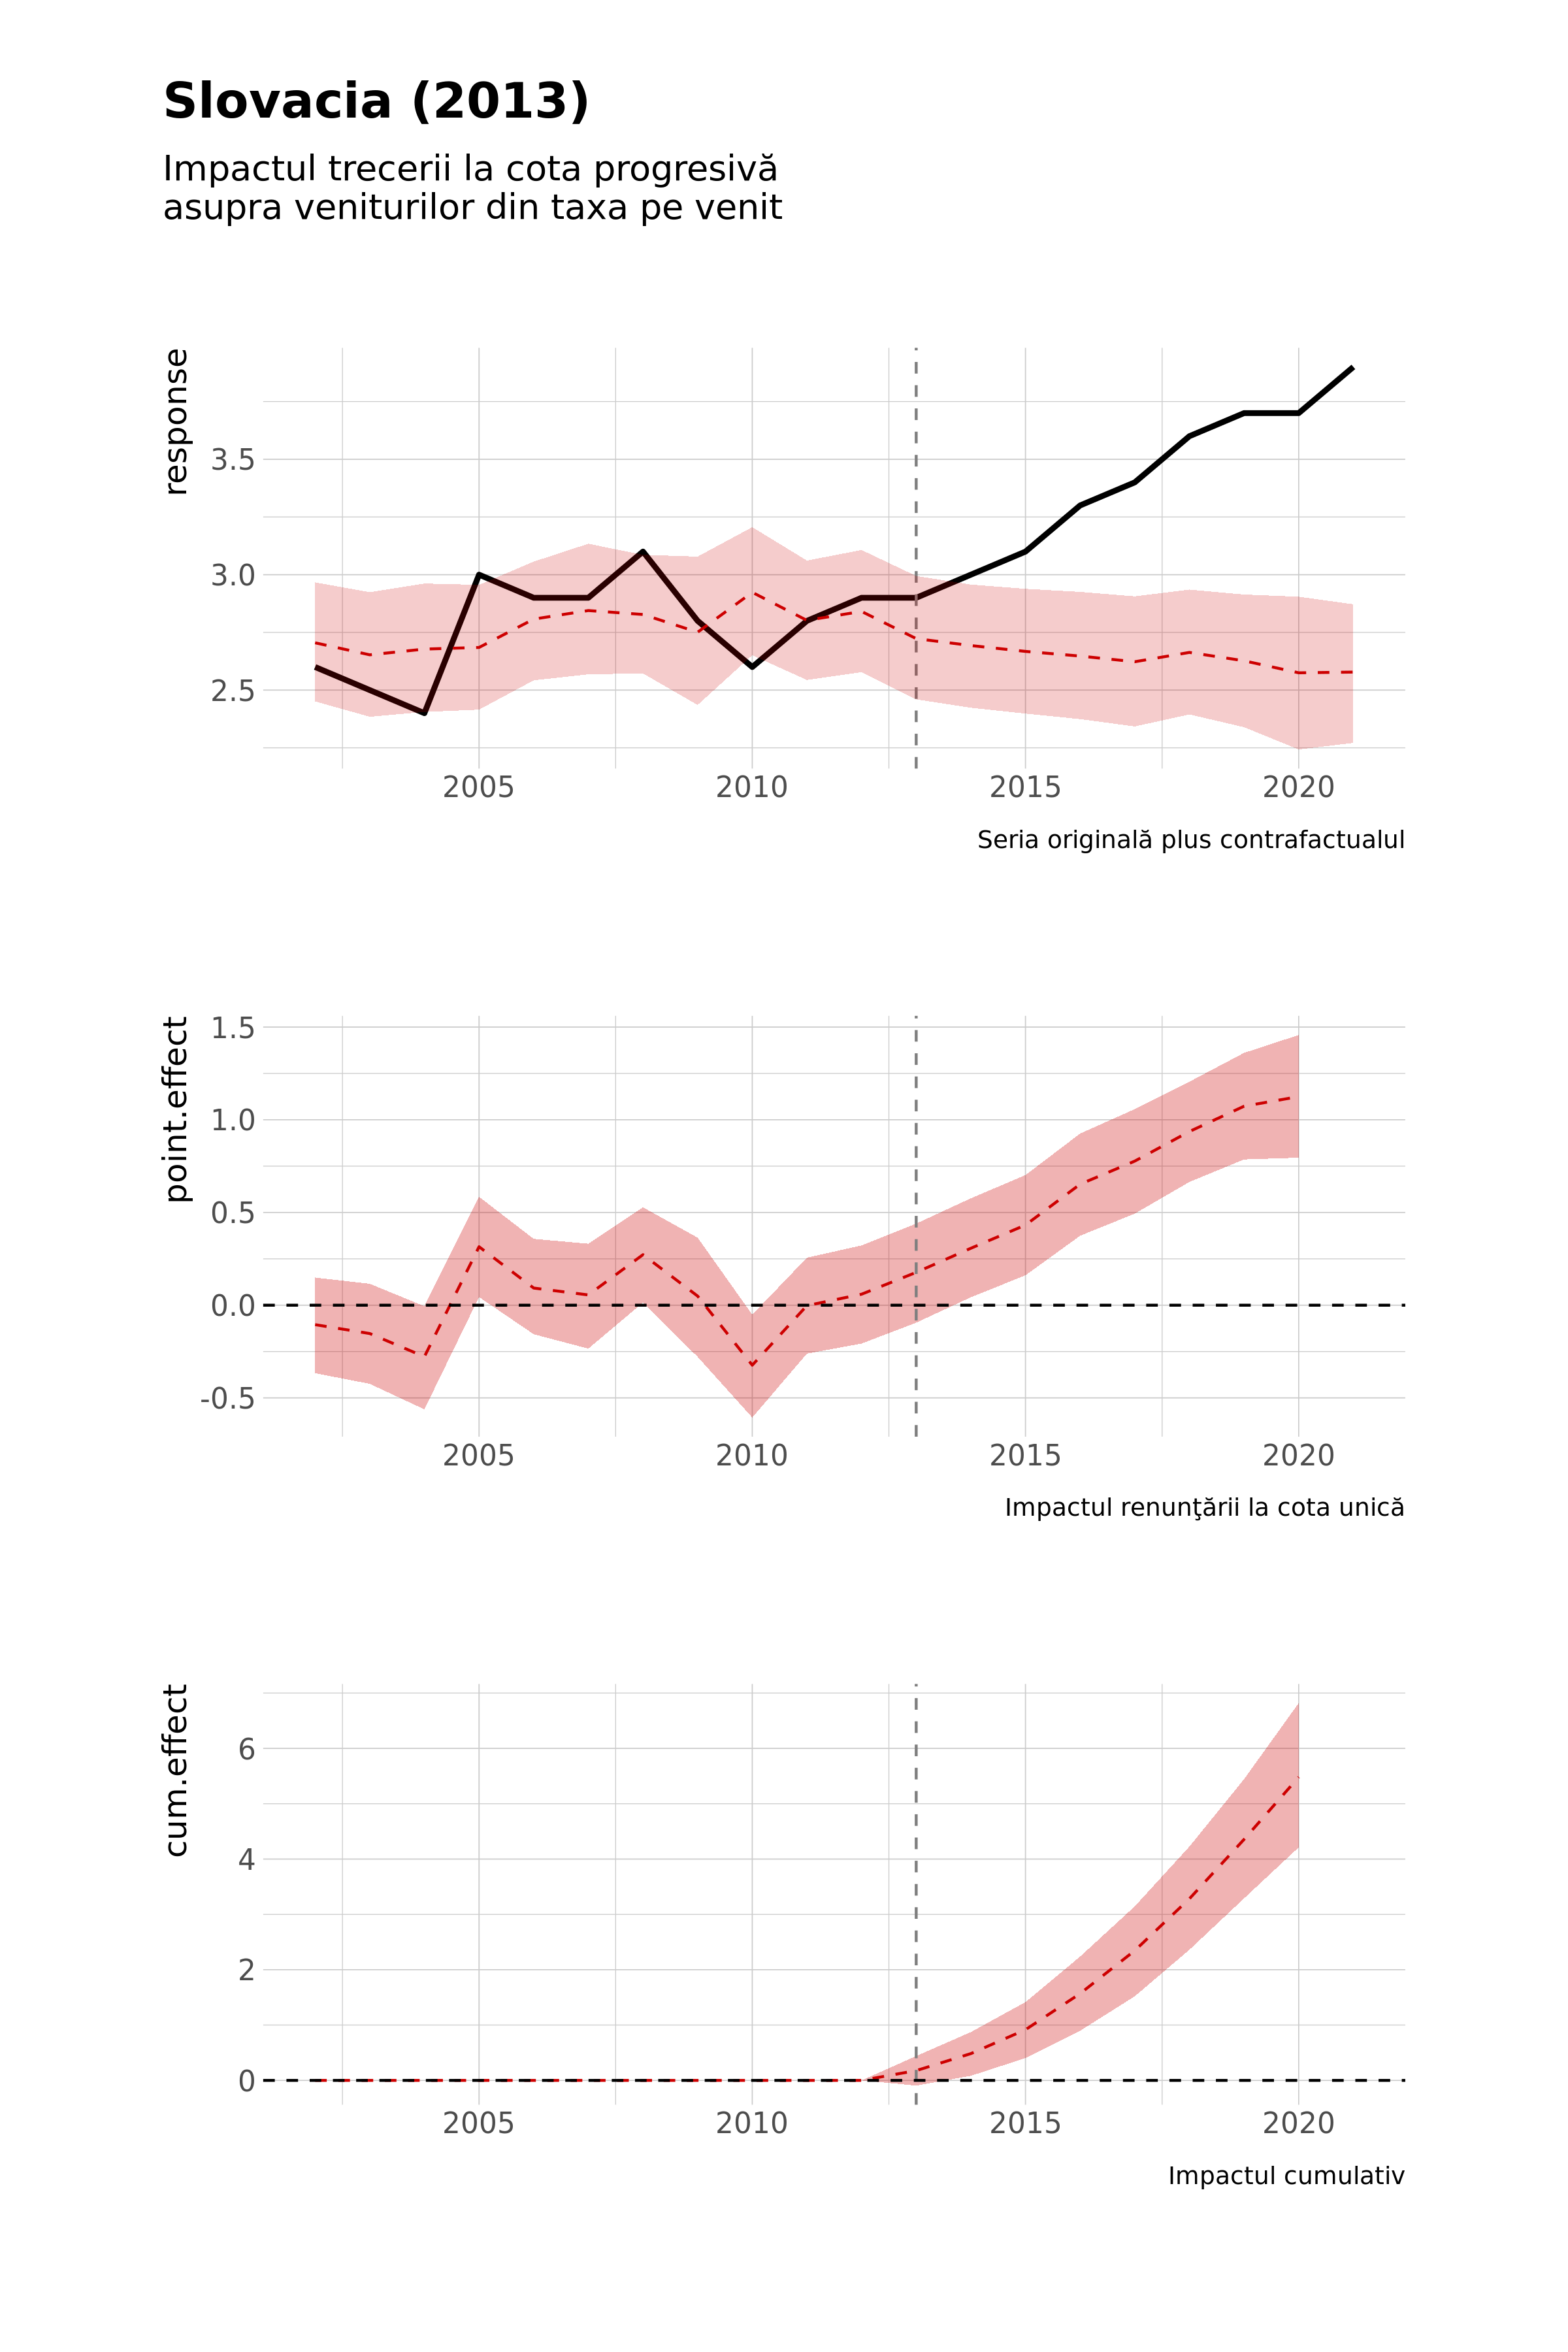 Slovacia (2013)
Impactul trecerii la cota progresivă
asupra veniturilor din taxa pe venit
response
3.5
3.0
2.5
2005 2010 2015 2020
Seria originală plus contrafactualul
point.effect
1.5
1.0
0.5
0.0
-0.5
2005 2010 2015 2020
Impactul renunţării la cota unică
cum.effect
6
4
2
0
2005 2010 2015 2020
Impactul cumulativ